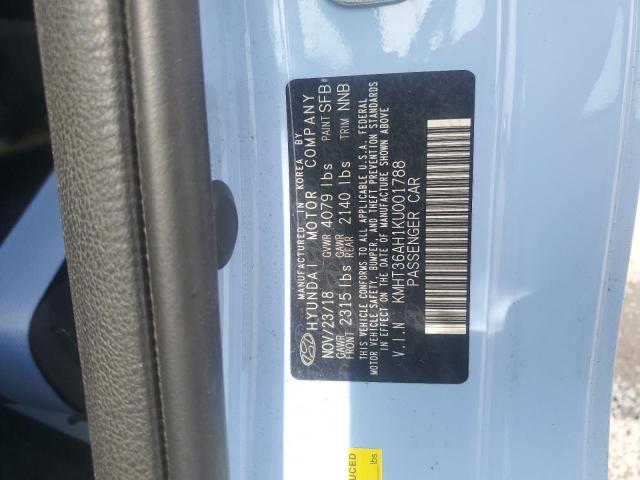 MANUFACTURED IN KOREA BY
HYUNDAI MOTOR COMPANY
NOV/23/18 GVWR 4079 lbs PAINT SFB
GAWR FRONT 2315 lbs GAWR REAR 2140 lbs TRIM NNB
THIS VEHICLE CONFORMS TO ALL APPLICABLE U.S.A. FEDERAL
MOTOR VEHICLE SAFETY, BUMPER, AND THEFT PREVENTION STANDARDS
IN EFFECT ON THE DATE OF MANUFACTURE SHOWN ABOVE
V.I.N KMHT36AH1KU001788
PASSENGER CAR
UCED
lbs